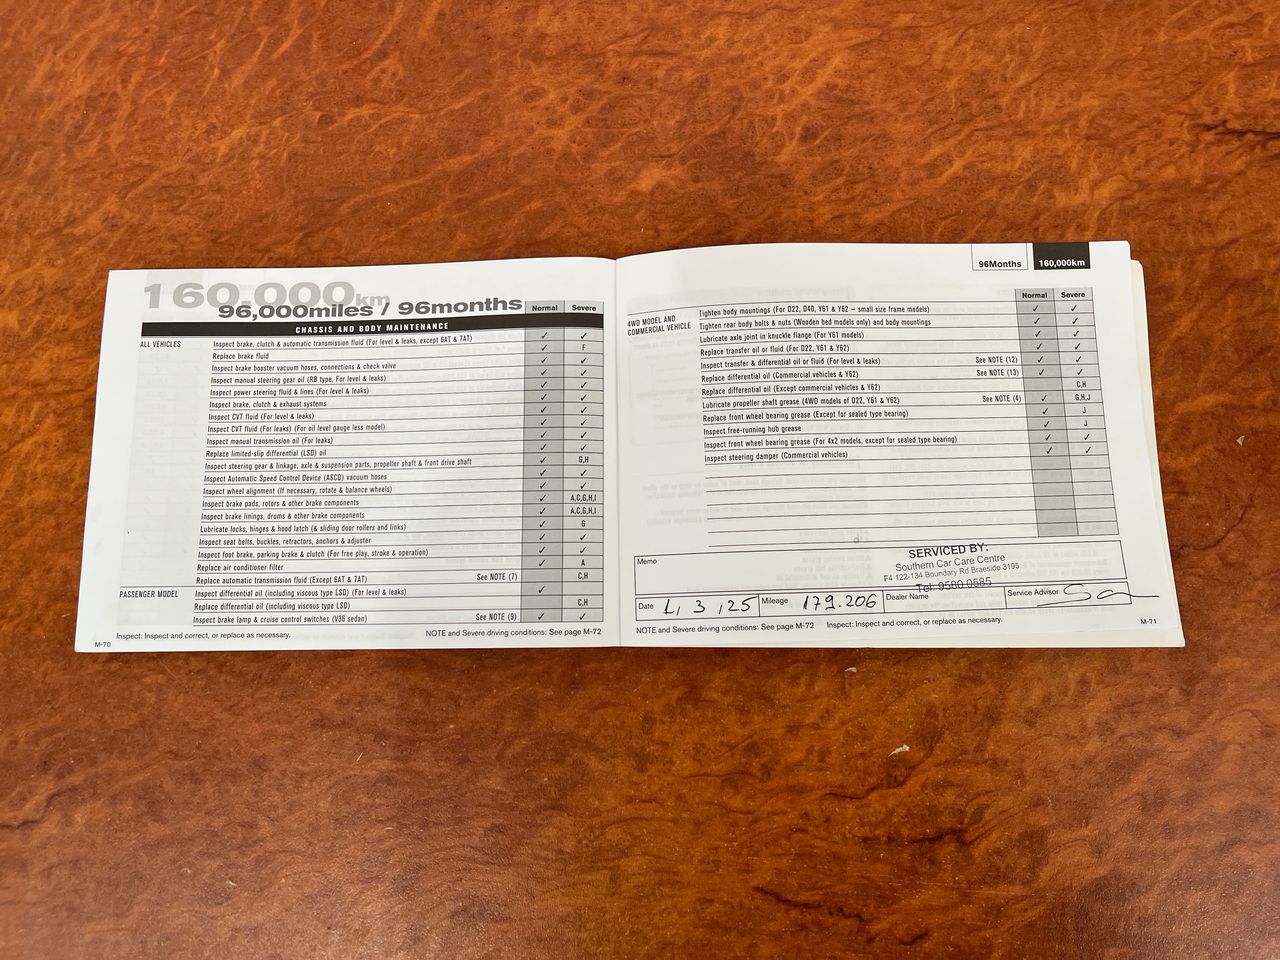 160,000km
96,000miles / 96months
Normal Severe
CHASSIS AND BODY MAINTENANCE
ALL VEHICLES Inspect brake, clutch & automatic transmission fluid (For level & leaks, except 6AT & 7AT) ✓ ✓
Replace brake fluid ✓ F
Inspect brake booster vacuum hoses, connections & check valve ✓ ✓
Inspect manual steering gear oil (RB type, For level & leaks) ✓ ✓
Inspect power steering fluid & lines (For level & leaks) ✓ ✓
Inspect brake, clutch & exhaust systems ✓ ✓
Inspect CVT fluid (For level & leaks) ✓ ✓
Inspect CVT fluid (For leaks) (For oil level gauge less model) ✓ ✓
Inspect manual transmission oil (For leaks) ✓ ✓
Replace limited-slip differential (LSD) oil ✓ ✓
Inspect steering gear & linkage, axle & suspension parts, propeller shaft & front drive shaft ✓ G,H
Inspect Automatic Speed Control Device (ASCD) vacuum hoses ✓ ✓
Inspect wheel alignment (If necessary, rotate & balance wheels) ✓ ✓
Inspect brake pads, rotors & other brake components ✓ A,C,G,H,I
Inspect brake linings, drums & other brake components ✓ A,C,G,H,I
Lubricate locks, hinges & hood latch (& sliding door rollers and links) ✓ G
Inspect seat belts, buckles, retractors, anchors & adjuster ✓ ✓
Inspect foot brake, parking brake & clutch (For free play, stroke & operation) ✓ ✓
Replace air conditioner filter ✓ A
Replace automatic transmission fluid (Except 6AT & 7AT) See NOTE (7) C,H
PASSENGER MODEL Inspect differential oil (including viscous type LSD) (For level & leaks) ✓
Replace differential oil (including viscous type LSD) C,H
Inspect brake lamp & cruise control switches (V36 sedan) See NOTE (9) ✓ ✓
Inspect: Inspect and correct, or replace as necessary. NOTE and Severe driving conditions: See page M-72
M-70
96Months 160,000km
Normal Severe
4WD MODEL AND
COMMERCIAL VEHICLE
Tighten body mountings (For D22, D40, Y61 & Y62 – small size frame models) ✓ ✓
Tighten rear body bolts & nuts (Wooden bed models only) and body mountings ✓ ✓
Lubricate axle joint in knuckle flange (For Y61 models) ✓ ✓
Replace transfer oil or fluid (For D22, Y61 & Y62) ✓ ✓
Inspect transfer & differential oil or fluid (For level & leaks) See NOTE (12) ✓ ✓
Replace differential oil (Commercial vehicles & Y62) See NOTE (13) ✓ ✓
Replace differential oil (Except commercial vehicles & Y62) C,H
Lubricate propeller shaft grease (4WD models of D22, Y61 & Y62) See NOTE (4) ✓ G,H,J
Replace front wheel bearing grease (Except for sealed type bearing) ✓ J
Inspect free-running hub grease ✓ J
Inspect front wheel bearing grease (For 4x2 models, except for sealed type bearing) ✓ ✓
Inspect steering damper (Commercial vehicles) ✓ ✓
Memo
SERVICED BY:
Southern Car Care Centre
F4 122-134 Boundary Rd Braeside 3195
Tel: 9580 0585
Date Mileage 179.206 Dealer Name Service Advisor
NOTE and Severe driving conditions: See page M-72 Inspect: Inspect and correct, or replace as necessary.
M-71